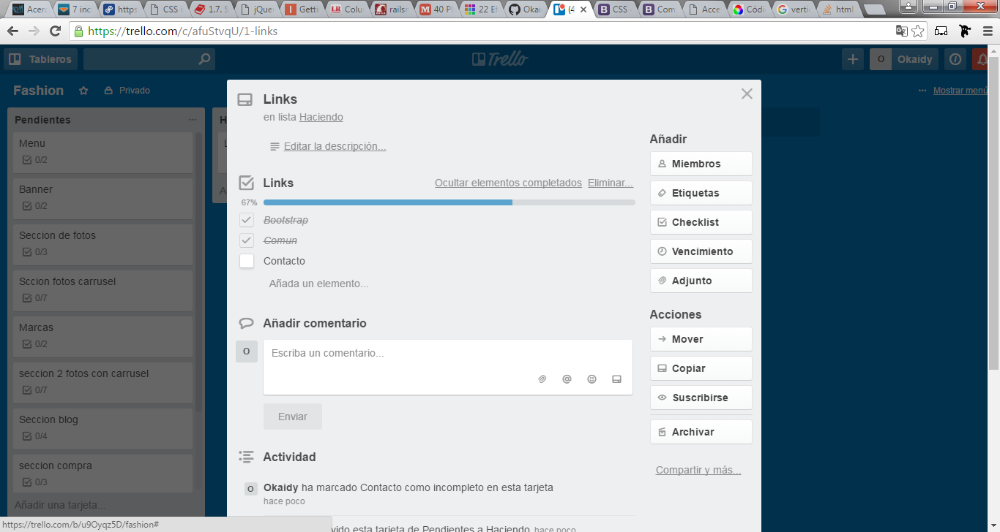 Acerc
7 inci
https
CSS i
1.7. S
jQue
Getti
Colu
railsr
40 Pl
22 Ef
Okai
(4
CSS
Com
Acce
Códi
verti
html
https://trello.com/c/afuStvqU/1-links
Tableros
Trello
Okaidy
Fashion
Privado
Mostrar menú
Pendientes
Menu
0/2
Banner
0/2
Seccion de fotos
0/3
Sccion fotos carrusel
0/7
Marcas
0/2
seccion 2 fotos con carrusel
0/7
Seccion blog
0/4
seccion compra
0/3
Añadir una tarjeta...
https://trello.com/b/u9Oyqz5D/fashion#
Links
en lista Haciendo
Editar la descripción...
Links
Ocultar elementos completados Eliminar...
67%
Bootstrap
Comun
Contacto
Añada un elemento...
Añadir comentario
O
Escriba un comentario...
Enviar
Actividad
O Okaidy ha marcado Contacto como incompleto en esta tarjeta
hace poco
vido esta tarjeta de Pendientes a Haciendo hace poco
Añadir
Miembros
Etiquetas
Checklist
Vencimiento
Adjunto
Acciones
Mover
Copiar
Suscribirse
Archivar
Compartir y más...